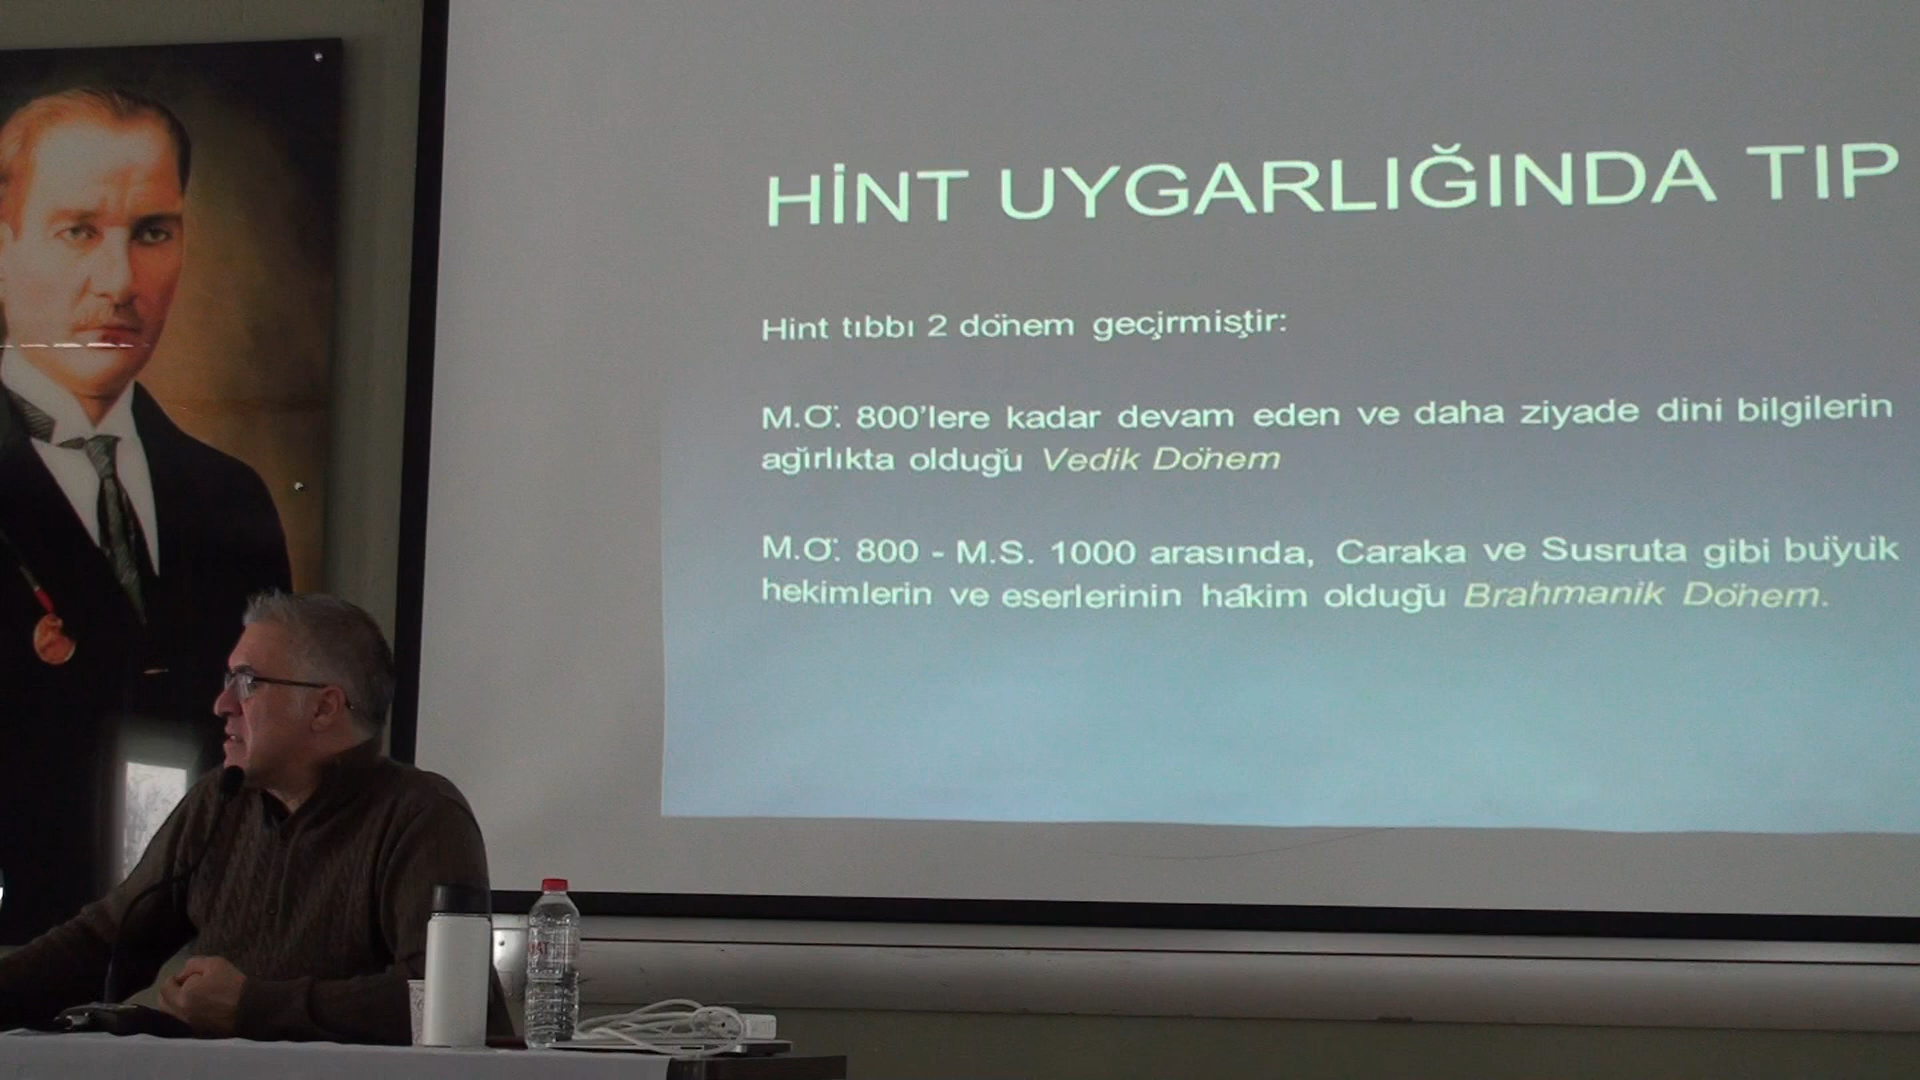 HİNT UYGARLIĞINDA TIP
Hint tıbbı 2 dönem geçirmiştir:
M.Ö. 800'lere kadar devam eden ve daha ziyade dini bilgilerin
ağırlıkta olduğu Vedik Dönem
M.Ö. 800 - M.S. 1000 arasında, Caraka ve Susruta gibi büyük
hekimlerin ve eserlerinin hâkim olduğu Brahmanik Dönem.